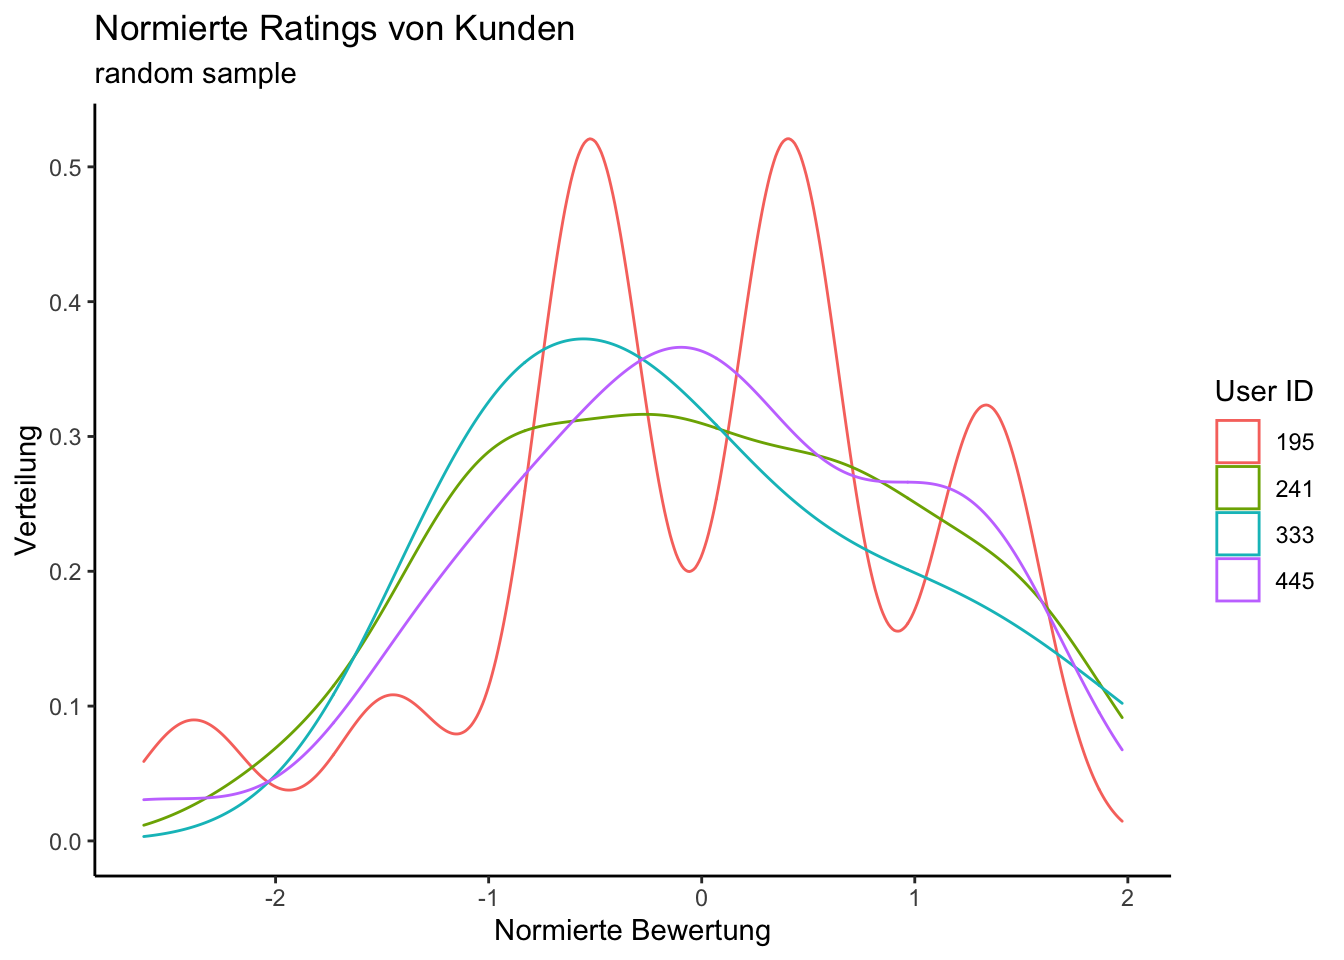 Normierte Ratings von Kunden
random sample
0.5
0.4
0.3
0.2
0.1
0.0
Verteilung
-2 -1 0 1 2
Normierte Bewertung
User ID
195
241
333
445